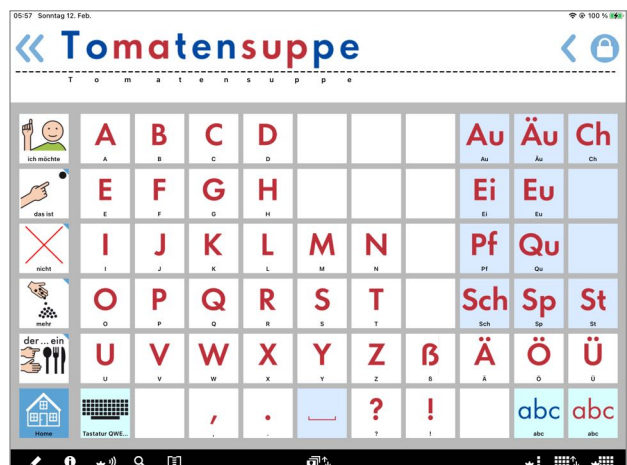 05:57 Sonntag 12. Feb. 100 %
Tomatensuppe
T o m a t e n s u p p e
ich möchte A A B B C C D D Au Au Äu Äu Ch Ch
das ist E E F F G G H H Ei Ei Eu Eu
nicht I I J J K K L L M M N N Pf Pf Qu Qu
mehr O O P P Q Q R R S S T T Sch Sch Sp Sp St St
der ... ein U U V V W W X X Y Y Z Z ß ß Ä Ä Ö Ö Ü Ü
Home Tastatur QWE... , , . . ? ? ! ! abc abc abc abc